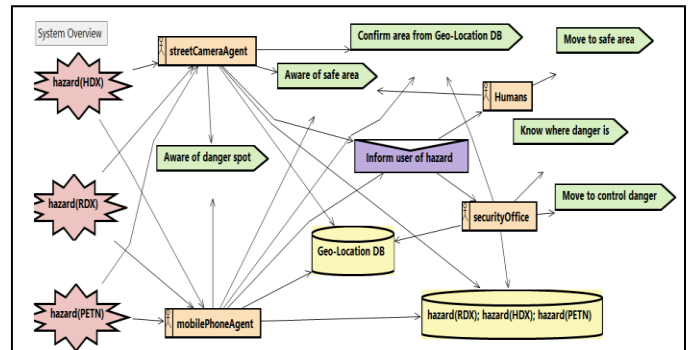 System Overview
streetCameraAgent
Confirm area from Geo-Location DB
Move to safe area
hazard(HDX)
Aware of safe area
Humans
Know where danger is
Aware of danger spot
Inform user of hazard
hazard(RDX)
Move to control danger
securityOffice
Geo-Location DB
hazard(PETN)
mobilePhoneAgent
hazard(RDX); hazard(HDX); hazard(PETN)